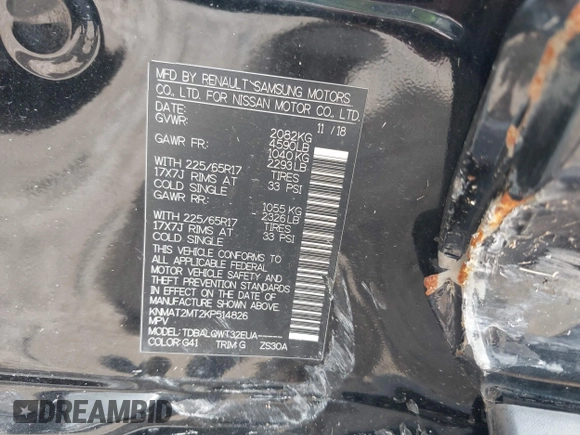 MFD BY RENAULT SAMSUNG MOTORS
CO., LTD. FOR NISSAN MOTOR CO., LTD.
DATE: 11 / 18
GVWR: 2082KG
4590LB
GAWR FR: 1040KG
2293LB
WITH 225/65R17 TIRES
17X7J RIMS AT 33 PSI
COLD SINGLE
GAWR RR: 1055 KG
2326LB
WITH 225/65R17 TIRES
17X7J RIMS AT 33 PSI
COLD SINGLE
THIS VEHICLE CONFORMS TO
ALL APPLICABLE FEDERAL
MOTOR VEHICLE SAFETY AND
THEFT PREVENTION STANDARDS
IN EFFECT ON THE DATE OF
MANUFACTURE SHOWN ABOVE
KNMAT2MT2KP514826
MPV
MODEL: TDBALQWT32EUA-----
COLOR: G41 TRIM: G ZS30A
DREAMBID